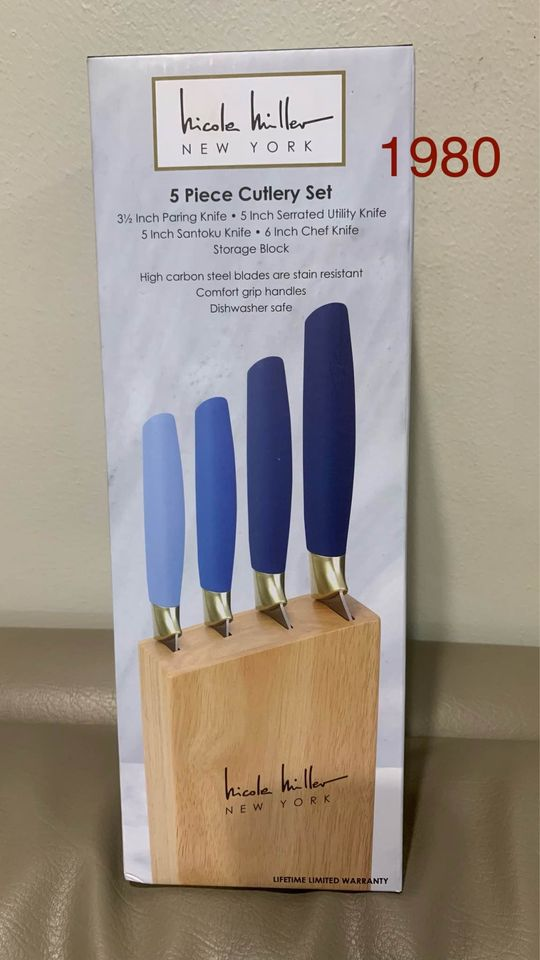 nicole miller
NEW YORK
1980
5 Piece Cutlery Set
3½ Inch Paring Knife • 5 Inch Serrated Utility Knife
5 Inch Santoku Knife • 6 Inch Chef Knife
Storage Block
High carbon steel blades are stain resistant
Comfort grip handles
Dishwasher safe
nicole miller
NEW YORK
LIFETIME LIMITED WARRANTY